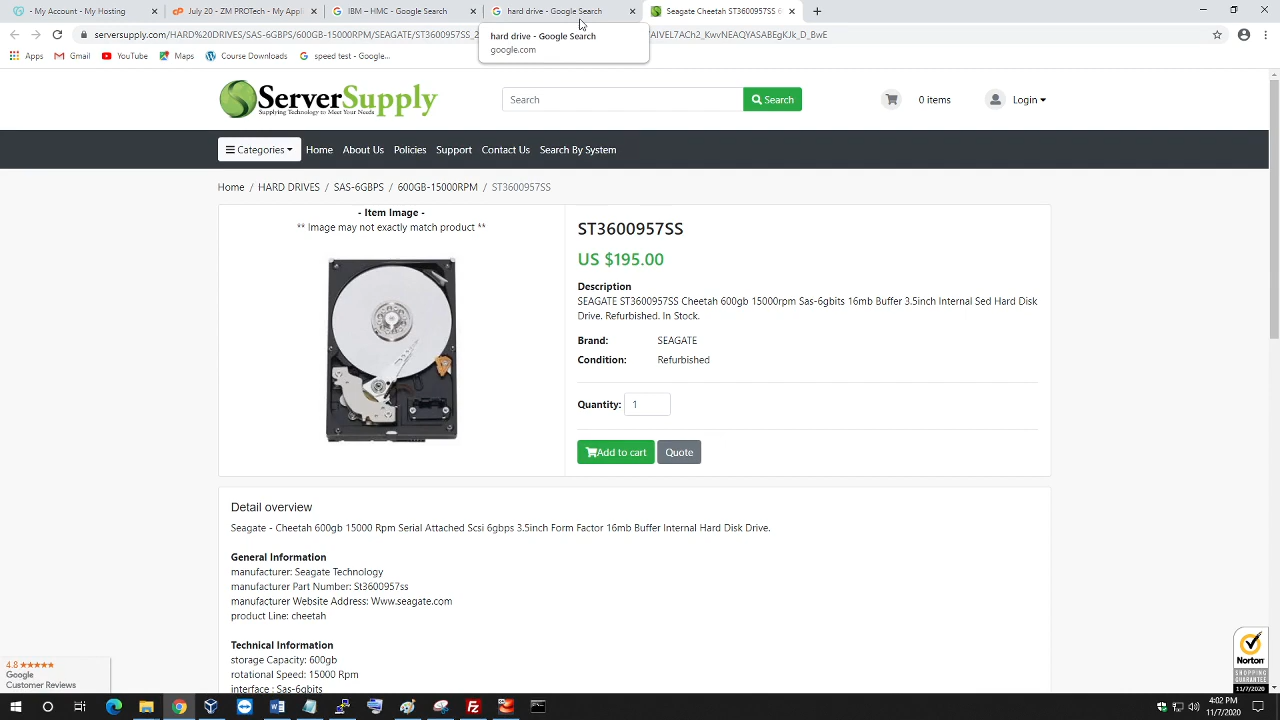 - My Account - My Hosting
July 20 - ZM PROTech - My Appli
IBM – HMC - Google Search
hard drive - Google Search
Seagate Cheetah ST3600957SS 6
serversupply.com/HARD%20DRIVES/SAS-6GBPS/600GB-15000RPM/SEAGATE/ST3600957SS_
hard drive - Google Search
google.com
Apps
Gmail
YouTube
Maps
Course Downloads
speed test - Google...
ServerSupply
Supplying Technology to Meet Your Needs
Search
Search
0 items
Login
Categories
Home
About Us
Policies
Support
Contact Us
Search By System
Home / HARD DRIVES / SAS-6GBPS / 600GB-15000RPM / ST3600957SS
- Item Image -
** Image may not exactly match product **
ST3600957SS
US $195.00
Description
SEAGATE ST3600957SS Cheetah 600gb 15000rpm Sas-6gbits 16mb Buffer 3.5inch Internal Sed Hard Disk
Drive. Refurbished. In Stock.
Brand: SEAGATE
Condition: Refurbished
Quantity: 1
Add to cart
Quote
Detail overview
Seagate - Cheetah 600gb 15000 Rpm Serial Attached Scsi 6gbps 3.5inch Form Factor 16mb Buffer Internal Hard Disk Drive.
General Information
manufacturer: Seagate Technology
manufacturer Part Number: St3600957ss
manufacturer Website Address: Www.seagate.com
product Line: cheetah
Technical Information
storage Capacity: 600gb
rotational Speed: 15000 Rpm
interface : Sas-6gbits
4.8 ★★★★★
Google
Customer Reviews
Norton
SHOPPING
GUARANTEE
11/7/2020
4:02 PM
11/7/2020